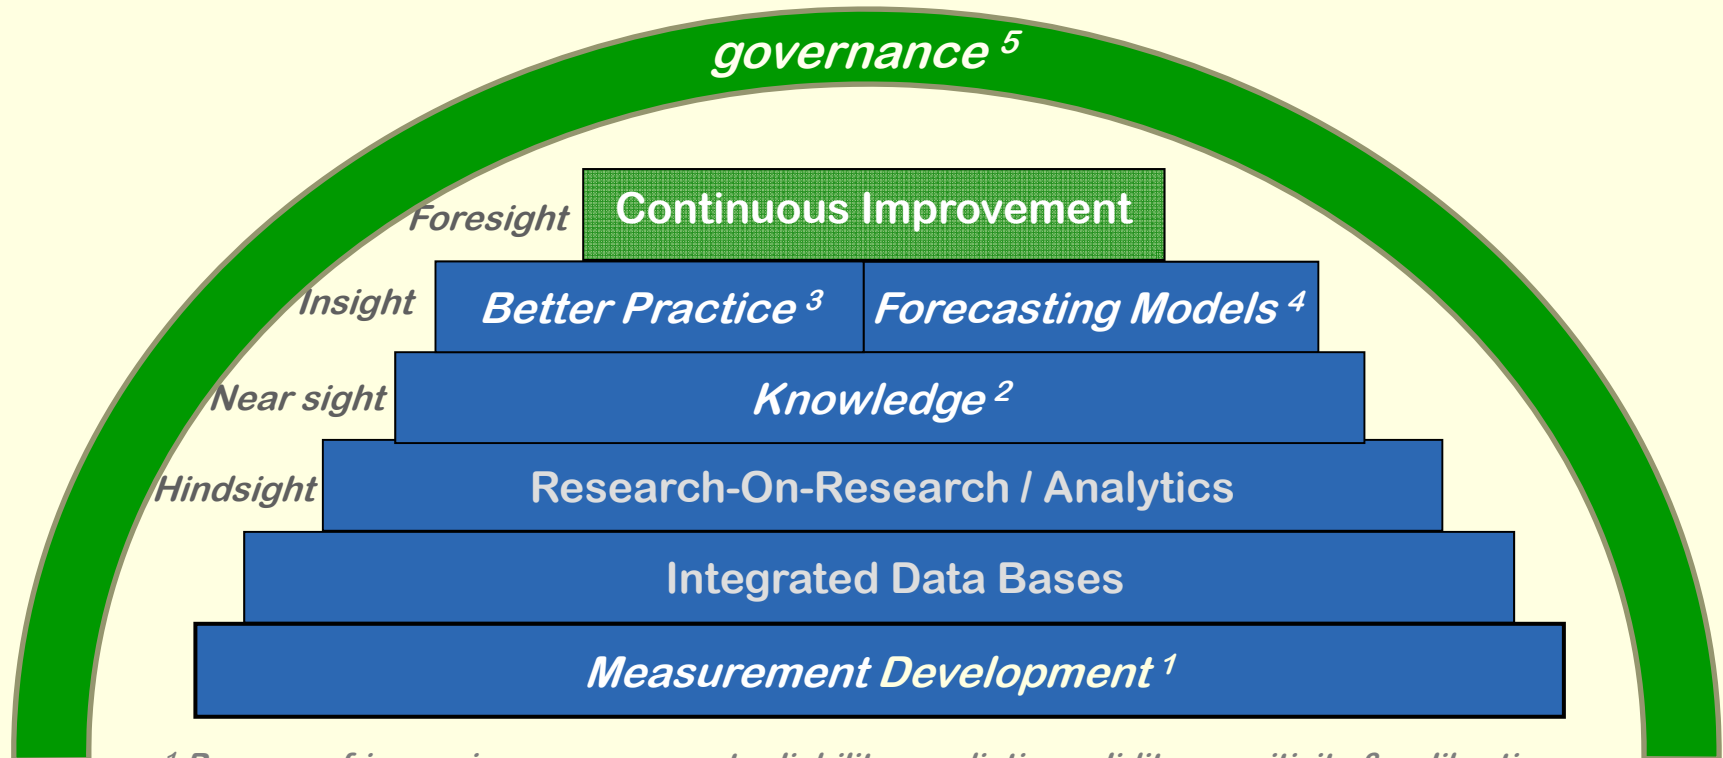 governance 5
Foresight Continuous Improvement
Insight Better Practice 3 Forecasting Models 4
Near sight Knowledge 2
Hindsight Research-On-Research / Analytics
Integrated Data Bases
Measurement Development 1